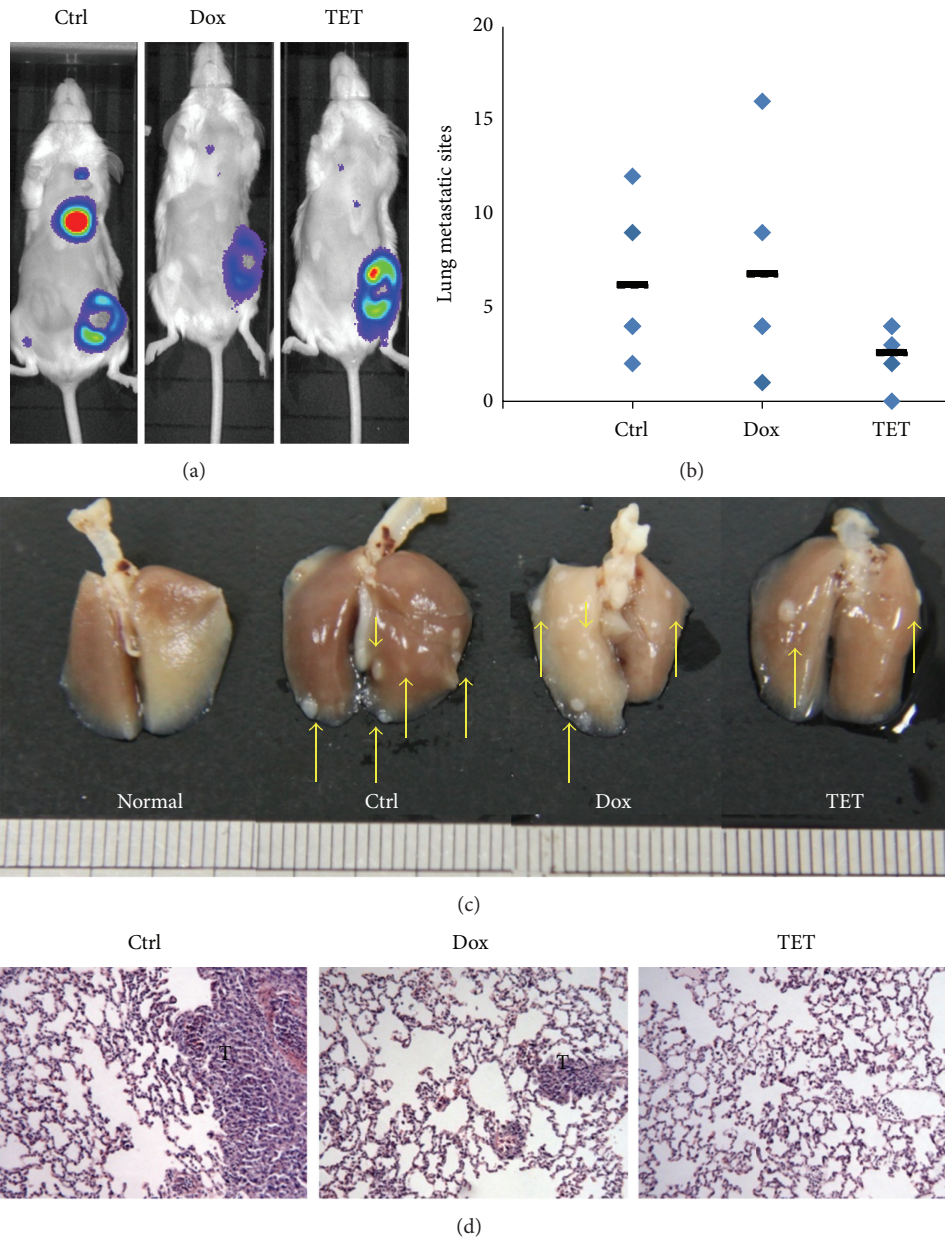 Ctrl
Dox
TET
20
15
10
5
0
Lung metastatic sites
Ctrl
Dox
TET
(a)
(b)
Normal
Ctrl
Dox
TET
(c)
Ctrl
Dox
TET
T
T
(d)